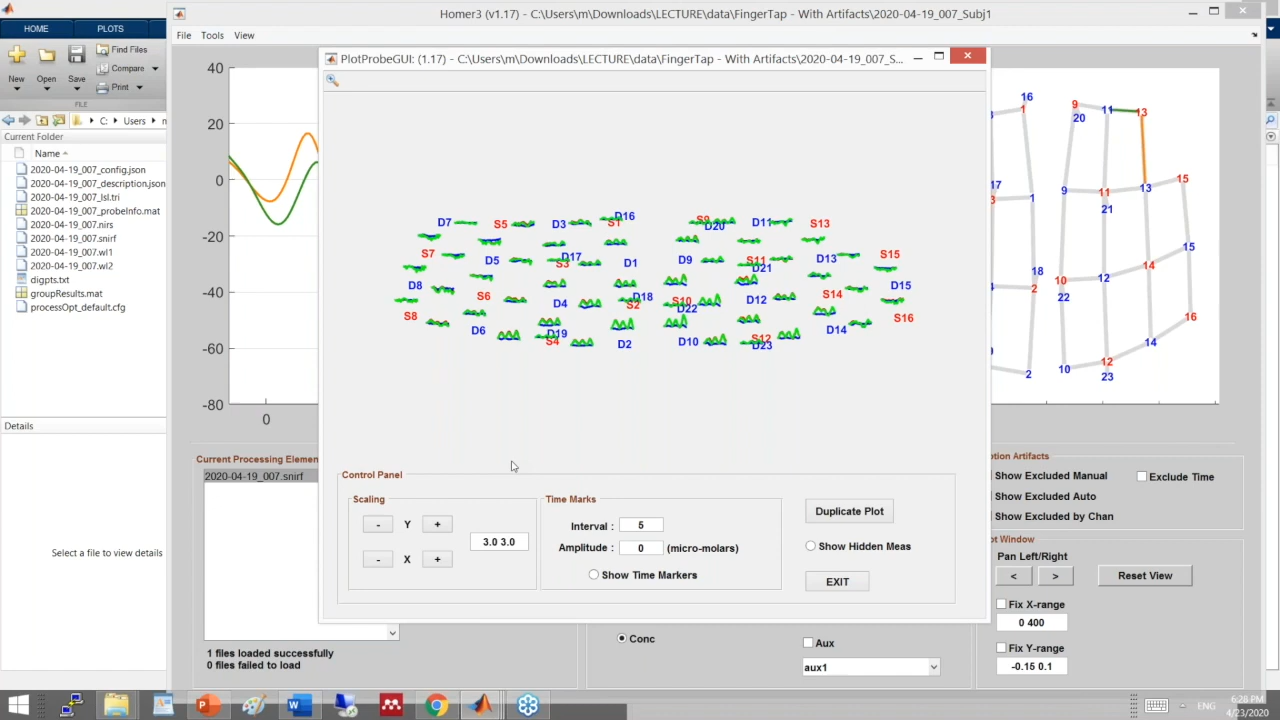 Homer3 (v1.17) - C:\Users\m\Downloads\LECTURE\data\FingerTap - With Artifacts\2020-04-19_007_Subj1
HOME
PLOTS
New
Open
Save
Find Files
Compare
Print
FILE
C:
Users
Current Folder
Name
2020-04-19_007_config.json
2020-04-19_007_description.json
2020-04-19_007_lsl.tri
2020-04-19_007_probeInfo.mat
2020-04-19_007.nirs
2020-04-19_007.snirf
2020-04-19_007.wl1
2020-04-19_007.wl2
digpts.txt
groupResults.mat
processOpt_default.cfg
Details
Select a file to view details
File Tools View
40
20
0
-20
-40
-60
-80
0
PlotProbeGUI: (1.17) - C:\Users\m\Downloads\LECTURE\data\FingerTap - With Artifacts\2020-04-19_007_S...
D7 S5 D3 S1 D16 S9 D20 D11 S13
S7 D5 D17 S3 D1 D9 S11 D21 D13 S15
D8 S6 D4 D18 S2 S10 D22 D12 S14 D15
S8 D6 D19 S4 D2 D10 S12 D23 D14 S16
Control Panel
Scaling
- Y +
- X +
3.0 3.0
Time Marks
Interval : 5
Amplitude : 0 (micro-molars)
Show Time Markers
Duplicate Plot
Show Hidden Meas
EXIT
16 9 11 13
1 20
17 9 11 13 15
1 21
18 10 12 14 15
2 22
16
10 12 14
2 23
Current Processing Elemen
2020-04-19_007.snirf
1 files loaded successfully
0 files failed to load
Conc
Aux
aux1
otion Artifacts
Show Excluded Manual
Exclude Time
Show Excluded Auto
Show Excluded by Chan
ot Window
Pan Left/Right
< >
Reset View
Fix X-range
0 400
Fix Y-range
-0.15 0.1
ENG
6:28 PM
4/23/2020